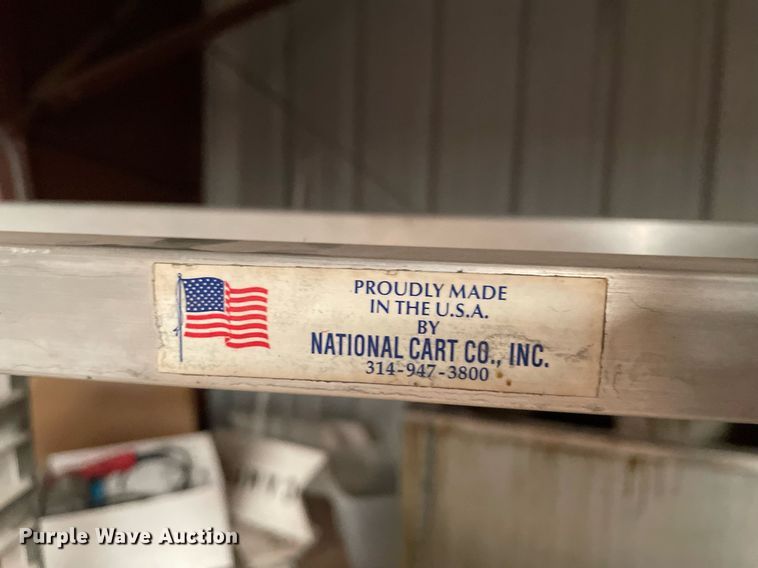 PROUDLY MADE
IN THE U.S.A.
BY
NATIONAL CART CO., INC.
314-947-3800
Purple Wave Auction